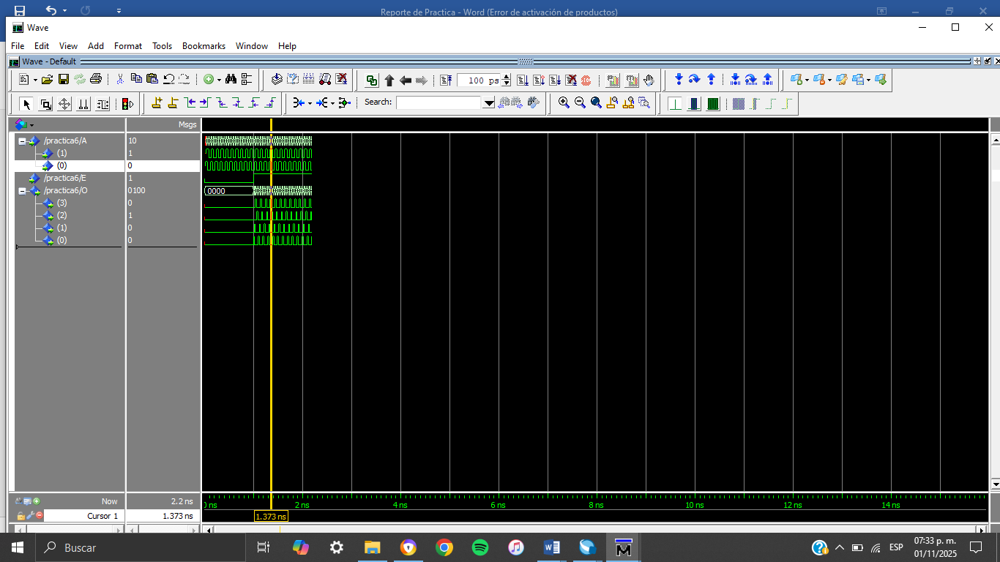 Reporte de Practica - Word (Error de activación de productos)
Wave
File Edit View Add Format Tools Bookmarks Window Help
Wave - Default
100 ps
Search:
Msgs
/practica6/A 10
(1) 1
(0) 0
/practica6/E 1
/practica6/O 0100 0000
(3) 0
(2) 1
(1) 0
(0) 0
Now 2.2 ns 0 ns 2 ns 4 ns 6 ns 8 ns 10 ns 12 ns 14 ns
Cursor 1 1.373 ns 1.373 ns
Buscar ESP 07:33 p. m.
01/11/2025